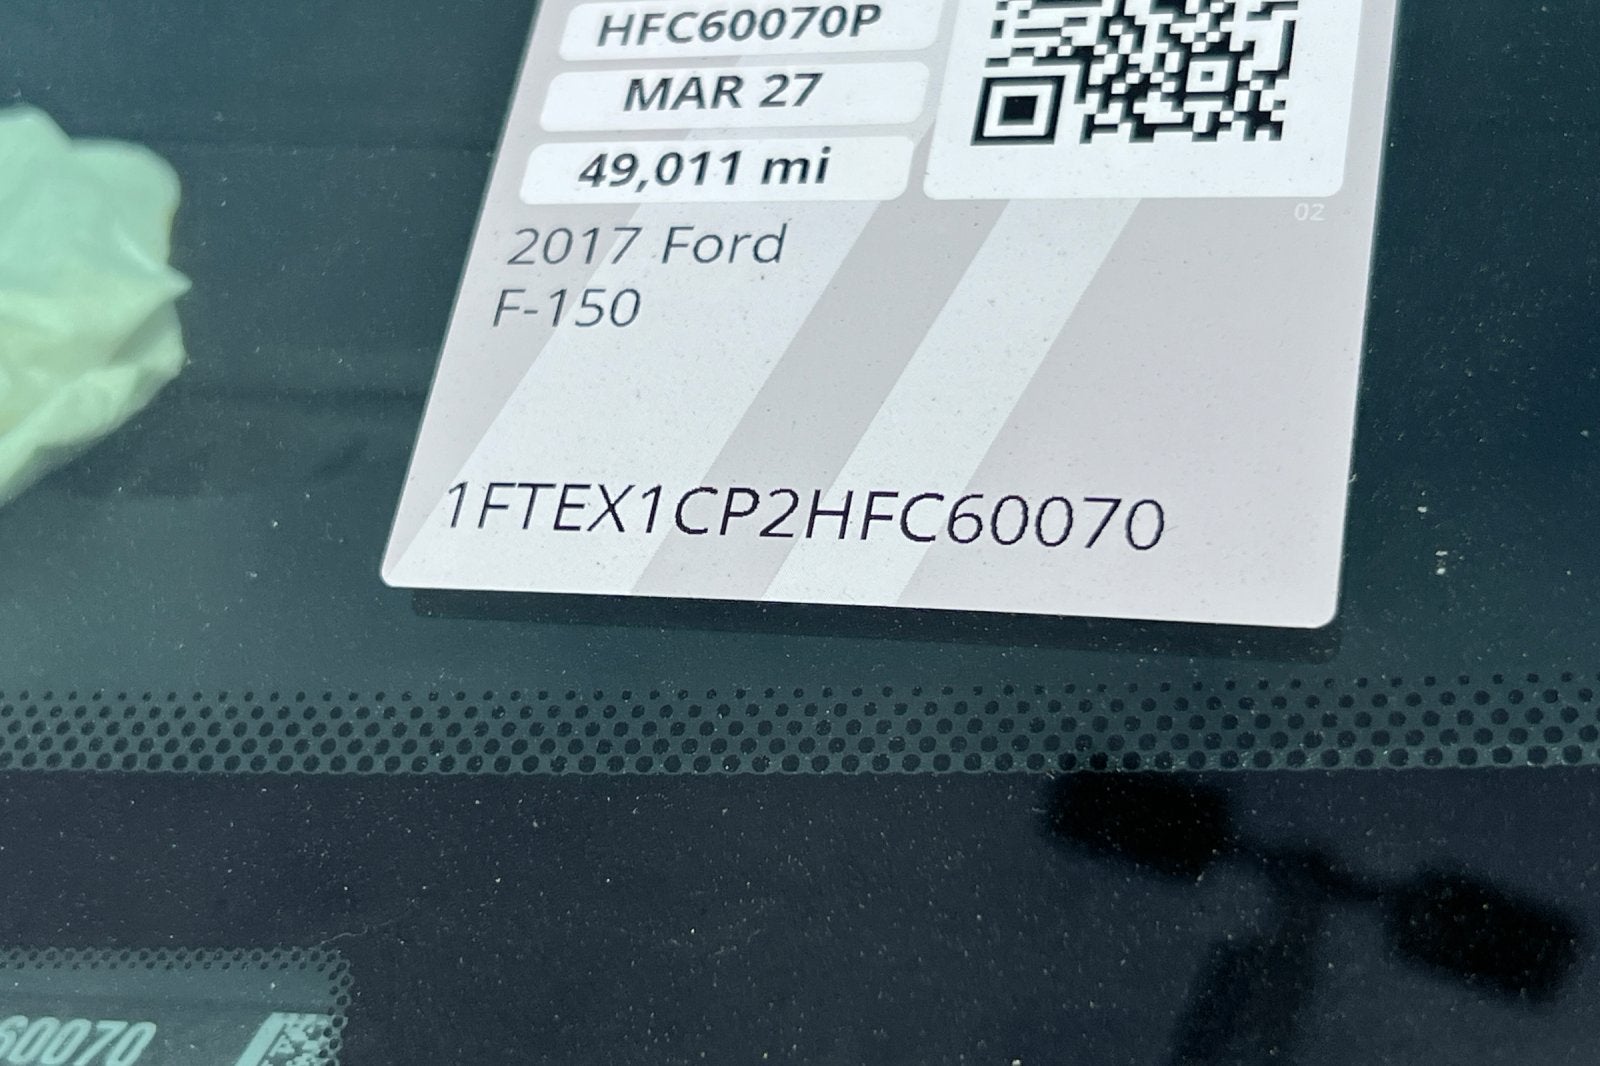 HFC60070P
MAR 27
49,011 mi
02
2017 Ford
F-150
1FTEX1CP2HFC60070
60070